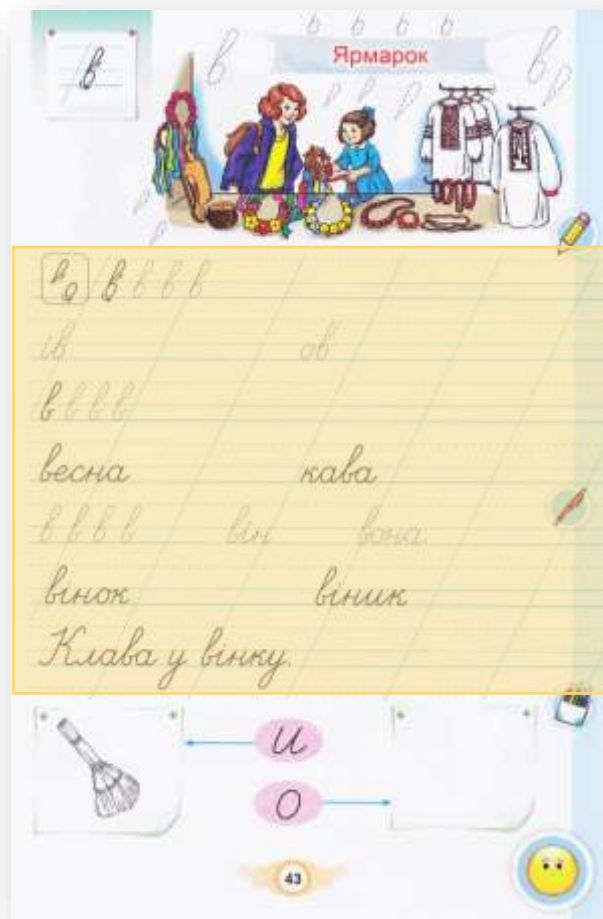 в
в в в в
Ярмарок
в о в в в в в
ів ов
в в в в
весна кава
в в в в він вона
вінок віник
Клава у вінку.
и
о
43